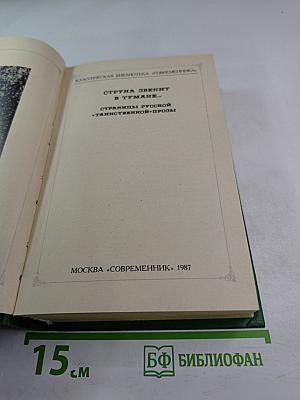 КЛАССИЧЕСКАЯ БИБЛИОТЕКА «СОВРЕМЕННИКА»
СТРУНА ЗВЕНИТ
В ТУМАНЕ...
СТРАНИЦЫ РУССКОЙ
«ТАИНСТВЕННОЙ» ПРОЗЫ
МОСКВА «СОВРЕМЕННИК» 1987
15 см
БФ БИБЛИОФАН